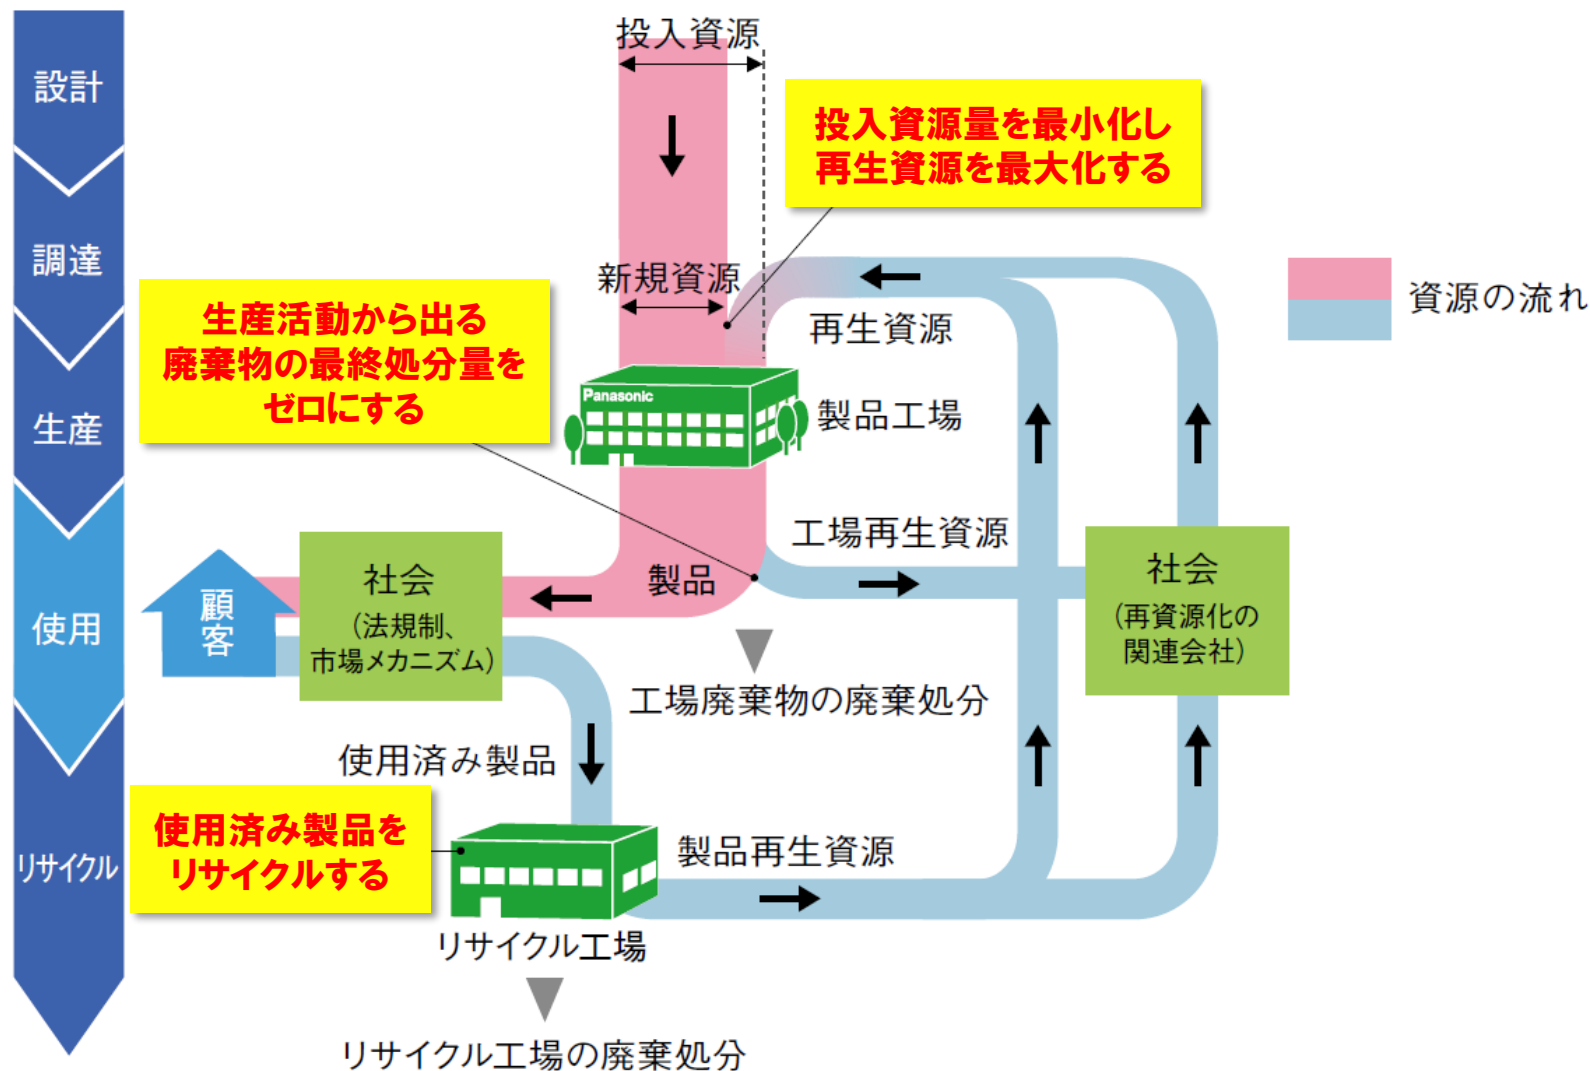 設計
調達
生産
使用
リサイクル
投入資源
投入資源量を最小化し
再生資源を最大化する
新規資源
再生資源
資源の流れ
生産活動から出る
廃棄物の最終処分量を
ゼロにする
Panasonic
製品工場
工場再生資源
製品
社会
(法規制、
市場メカニズム)
顧
客
社会
(再資源化の
関連会社)
工場廃棄物の廃棄処分
使用済み製品
使用済み製品を
リサイクルする
製品再生資源
リサイクル工場
リサイクル工場の廃棄処分